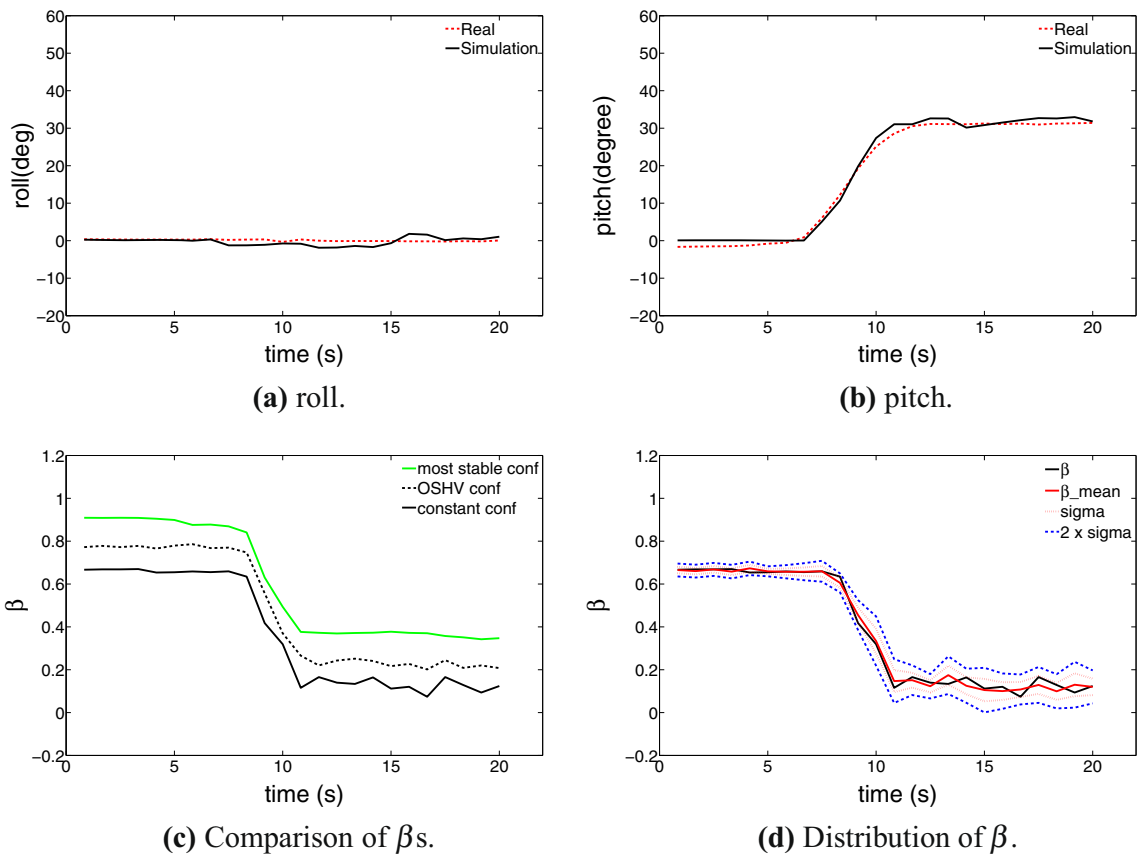 60
50
40
30
20
10
0
−10
−20
roll(deg)
Real
Simulation
0
5
10
15
20
time (s)
(a) roll.
60
50
40
30
20
10
0
−10
−20
pitch(degree)
Real
Simulation
0
5
10
15
20
time (s)
(b) pitch.
1.2
1
0.8
0.6
0.4
0.2
0
−0.2
β
most stable conf
OSHV conf
constant conf
0
5
10
15
20
time (s)
(c) Comparison of βs.
1.2
1
0.8
0.6
0.4
0.2
0
−0.2
β
β
β_mean
sigma
2 x sigma
0
5
10
15
20
time (s)
(d) Distribution of β.